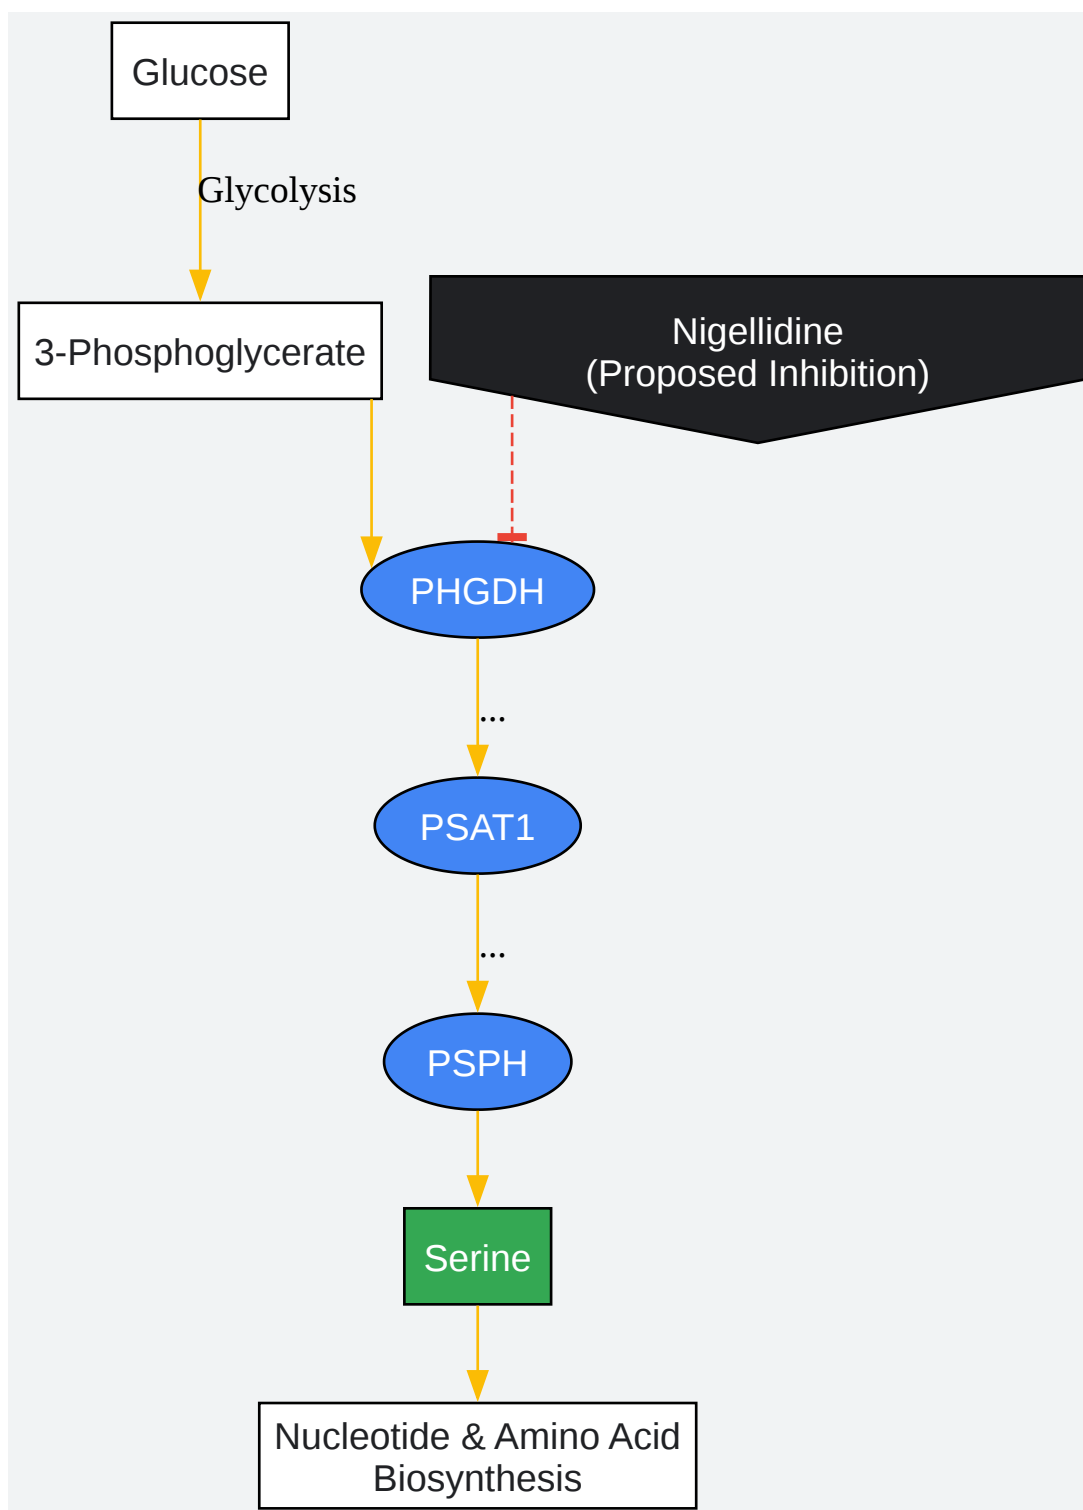 Glucose
Glycolysis
3-Phosphoglycerate
Nigellidine
(Proposed Inhibition)
PHGDH
...
PSAT1
...
PSPH
Serine
Nucleotide & Amino Acid
Biosynthesis